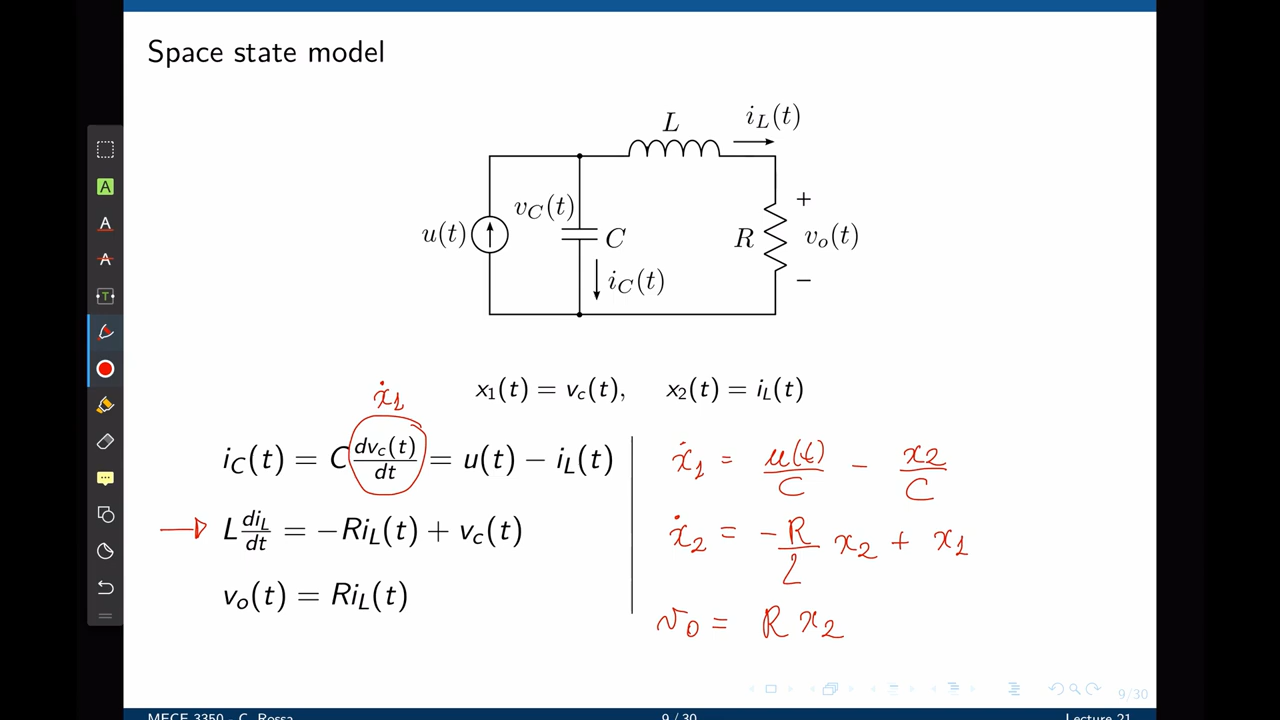 Space state model
L
i_L(t)
u(t)
v_C(t)
C
i_C(t)
R
+
v_o(t)
−
x₁(t) = v_c(t), x₂(t) = i_L(t)
ẋ₁
i_C(t) = C dv_c(t)/dt = u(t) − i_L(t)
L di_L/dt = −Ri_L(t) + v_c(t)
v_o(t) = Ri_L(t)
ẋ₁ = u(t)/C − x₂/C
ẋ₂ = −R/L x₂ + x₁
v₀ = R x₂
9/30
MECE 3350 - C. Rossa 9 / 30 Lecture 21